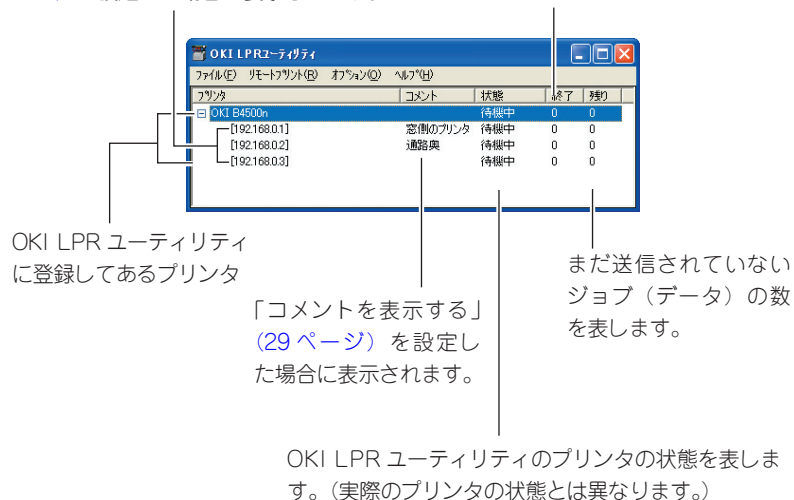 OKI LPRユーティリティ
ファイル(F) リモートプリント(R) オプション(O) ヘルプ(H)
プリンタ コメント 状態 終了 残り
OKI B4500n 待機中 0 0
[192.168.0.1] 窓側のプリンタ 待機中 0 0
[192.168.0.2] 通路奥 待機中 0 0
[192.168.0.3] 待機中 0 0
OKI LPR ユーティリティ
に登録してあるプリンタ
「コメントを表示する」
（29 ページ）を設定し
た場合に表示されます。
まだ送信されていない
ジョブ（データ）の数
を表します。
OKI LPR ユーティリティのプリンタの状態を表しま
す。（実際のプリンタの状態とは異なります。）